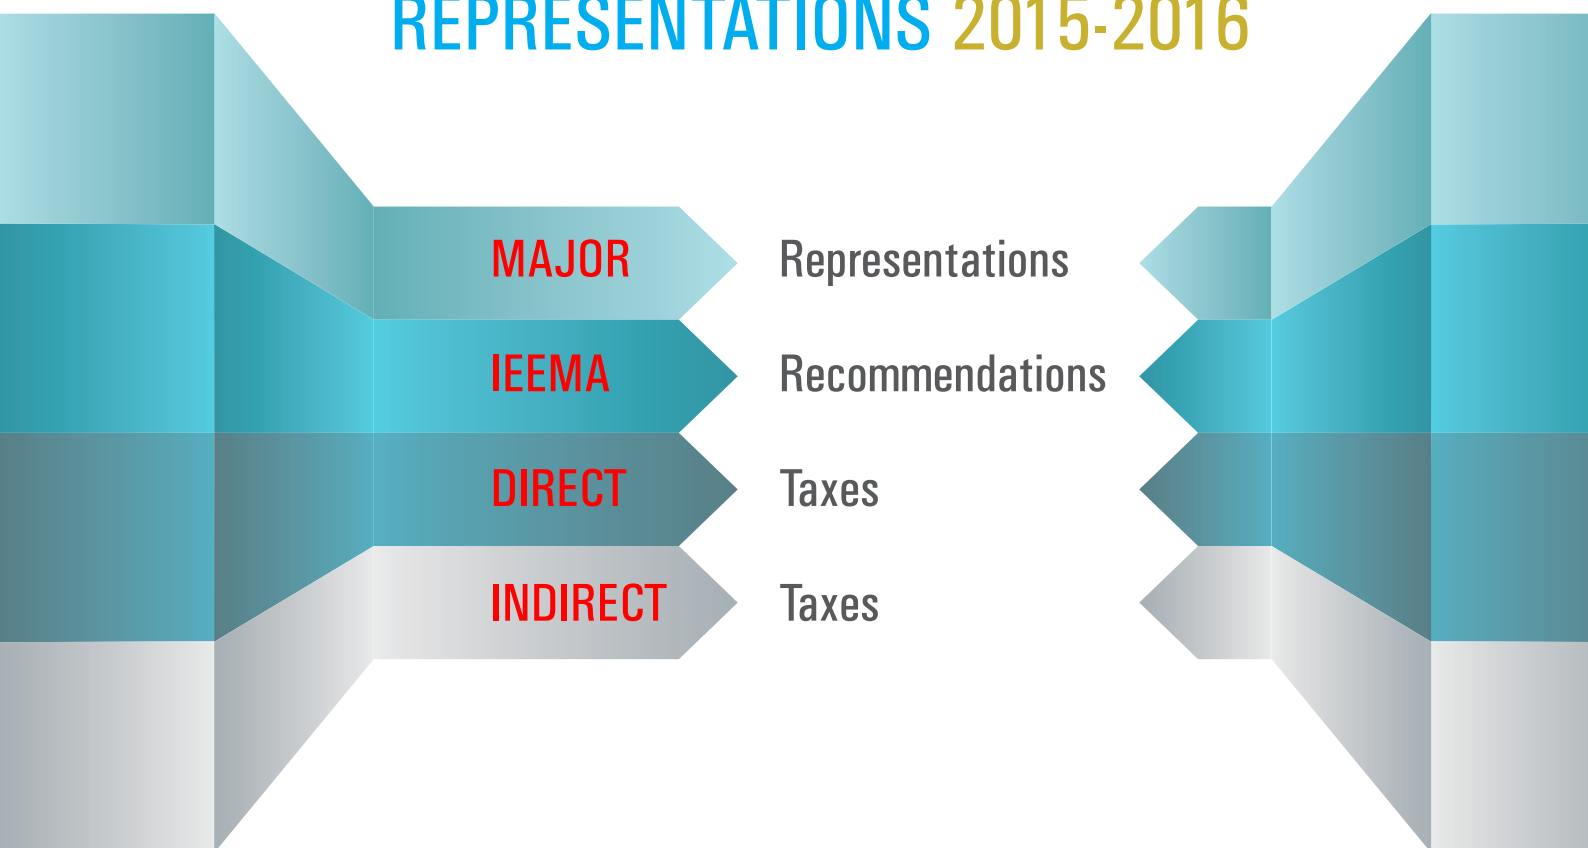 REPRESENTATIONS 2015-2016
MAJOR Representations
IEEMA Recommendations
DIRECT Taxes
INDIRECT Taxes